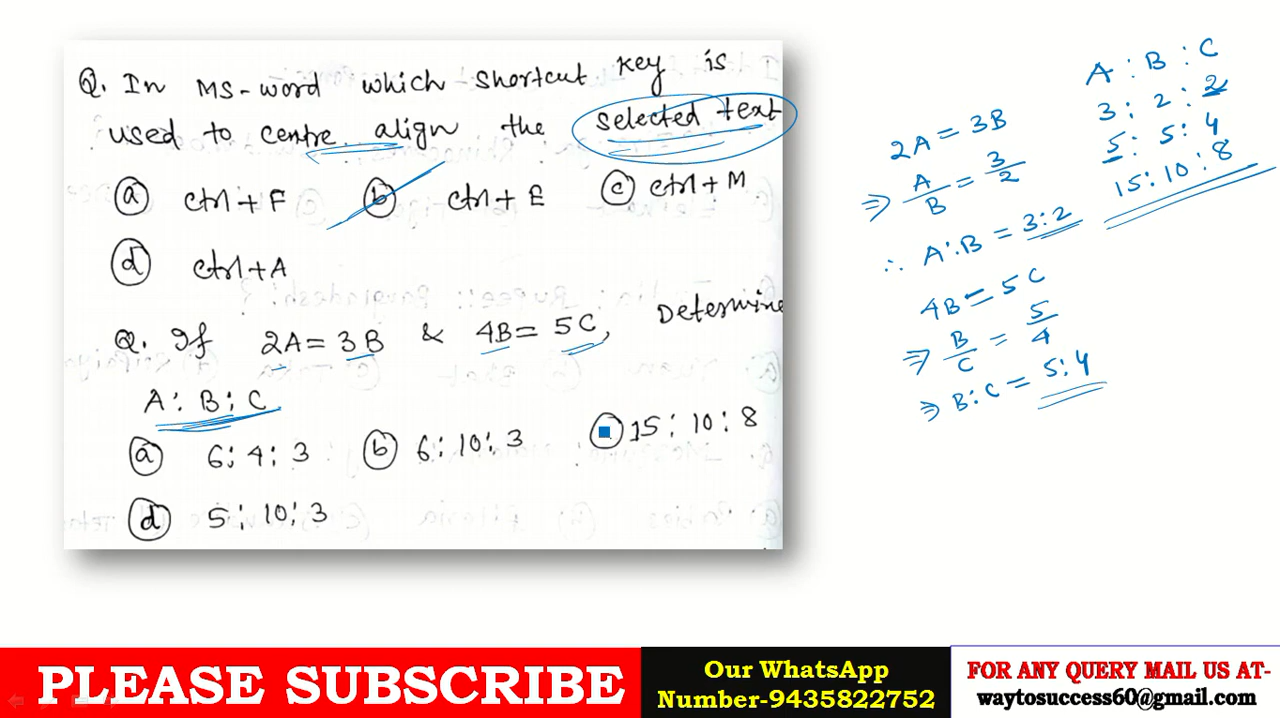 Q. In MS-word which shortcut key is
used to centre align the selected text
(a) ctrl+F (b) ctrl+E (c) ctrl+M
(d) ctrl+A
Q. If 2A=3B & 4B=5C, Determine
A:B:C
(a) 6:4:3 (b) 6:10:3 15:10:8
(d) 5:10:3
2A=3B
⇒ A/B = 3/2
∴ A:B = 3:2
4B=5C
⇒ B/C = 5/4
⇒ B:C = 5:4
A:B:C
3:2:2
5:5:4
15:10:8
PLEASE SUBSCRIBE
Our WhatsApp
Number-9435822752
FOR ANY QUERY MAIL US AT-
waytosuccess60@gmail.com